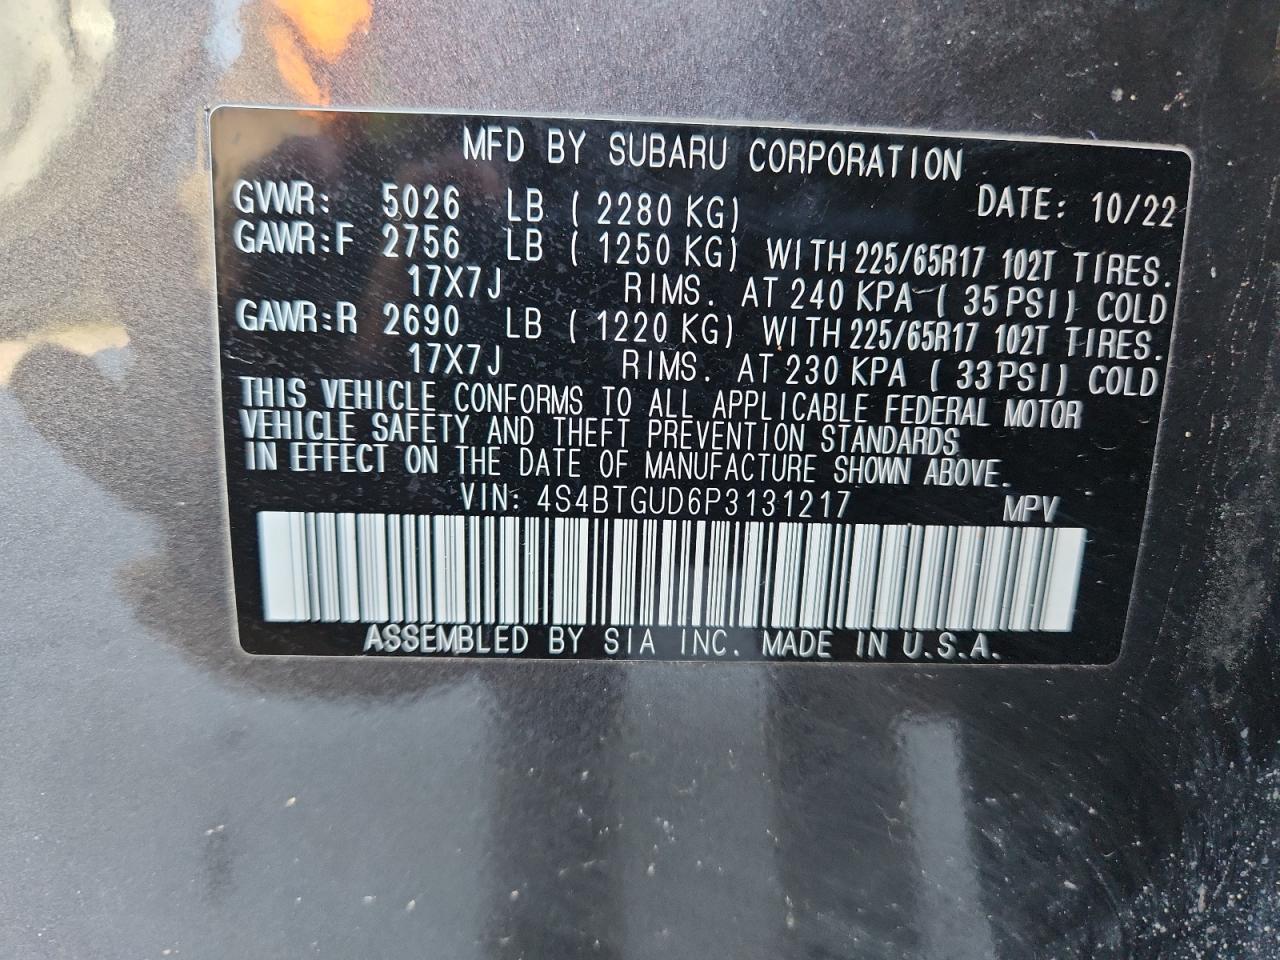 MFD BY SUBARU CORPORATION
DATE: 10/22
GVWR: 5026 LB ( 2280 KG)
GAWR:F 2756 LB ( 1250 KG) WITH 225/65R17 102T TIRES.
17X7J RIMS. AT 240 KPA ( 35 PSI) COLD
GAWR:R 2690 LB ( 1220 KG) WITH 225/65R17 102T TIRES.
17X7J RIMS. AT 230 KPA ( 33 PSI) COLD
THIS VEHICLE CONFORMS TO ALL APPLICABLE FEDERAL MOTOR
VEHICLE SAFETY AND THEFT PREVENTION STANDARDS
IN EFFECT ON THE DATE OF MANUFACTURE SHOWN ABOVE.
VIN: 4S4BTGUD6P3131217 MPV
ASSEMBLED BY SIA INC. MADE IN U.S.A.